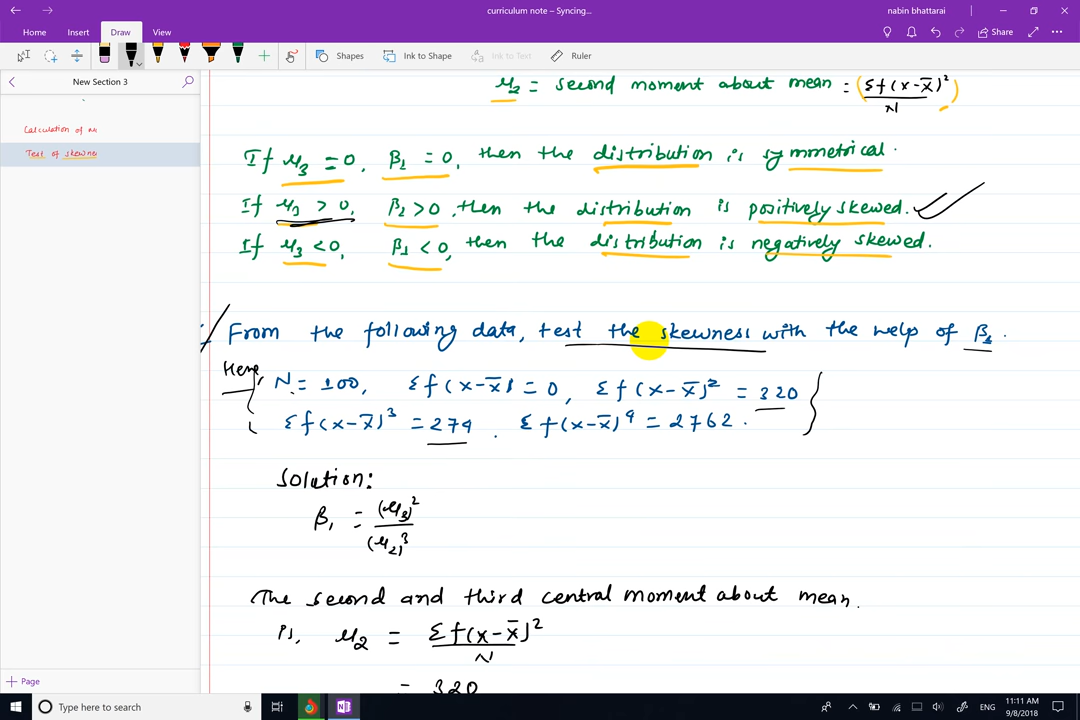 curriculum note - Syncing...
nabin bhattarai
Home Insert Draw View
Share
Shapes Ink to Shape Ink to Text Ruler
New Section 3
Calculation of
Test of skewnes
μ₂ = second moment about mean = (Σf(x-x̄)²/N)
If μ₃ = 0, β₁ = 0, then the distribution is symmetrical.
If μ₃ > 0, β₂ > 0, then the distribution is positively skewed.
If μ₃ < 0, β₁ < 0, then the distribution is negatively skewed.
From the following data, test the skewness with the help of β₁.
Here,
N = 100, Σf(x-x̄) = 0, Σf(x-x̄)² = 320
Σf(x-x̄)³ = 274. Σf(x-x̄)⁴ = 2762.
Solution:
β₁ = (μ₃)²/(μ₂)³
The second and third central moment about mean.
is, μ₂ = Σf(x-x̄)²/N
= 320
Page
Type here to search
ENG
11:11 AM
9/8/2018